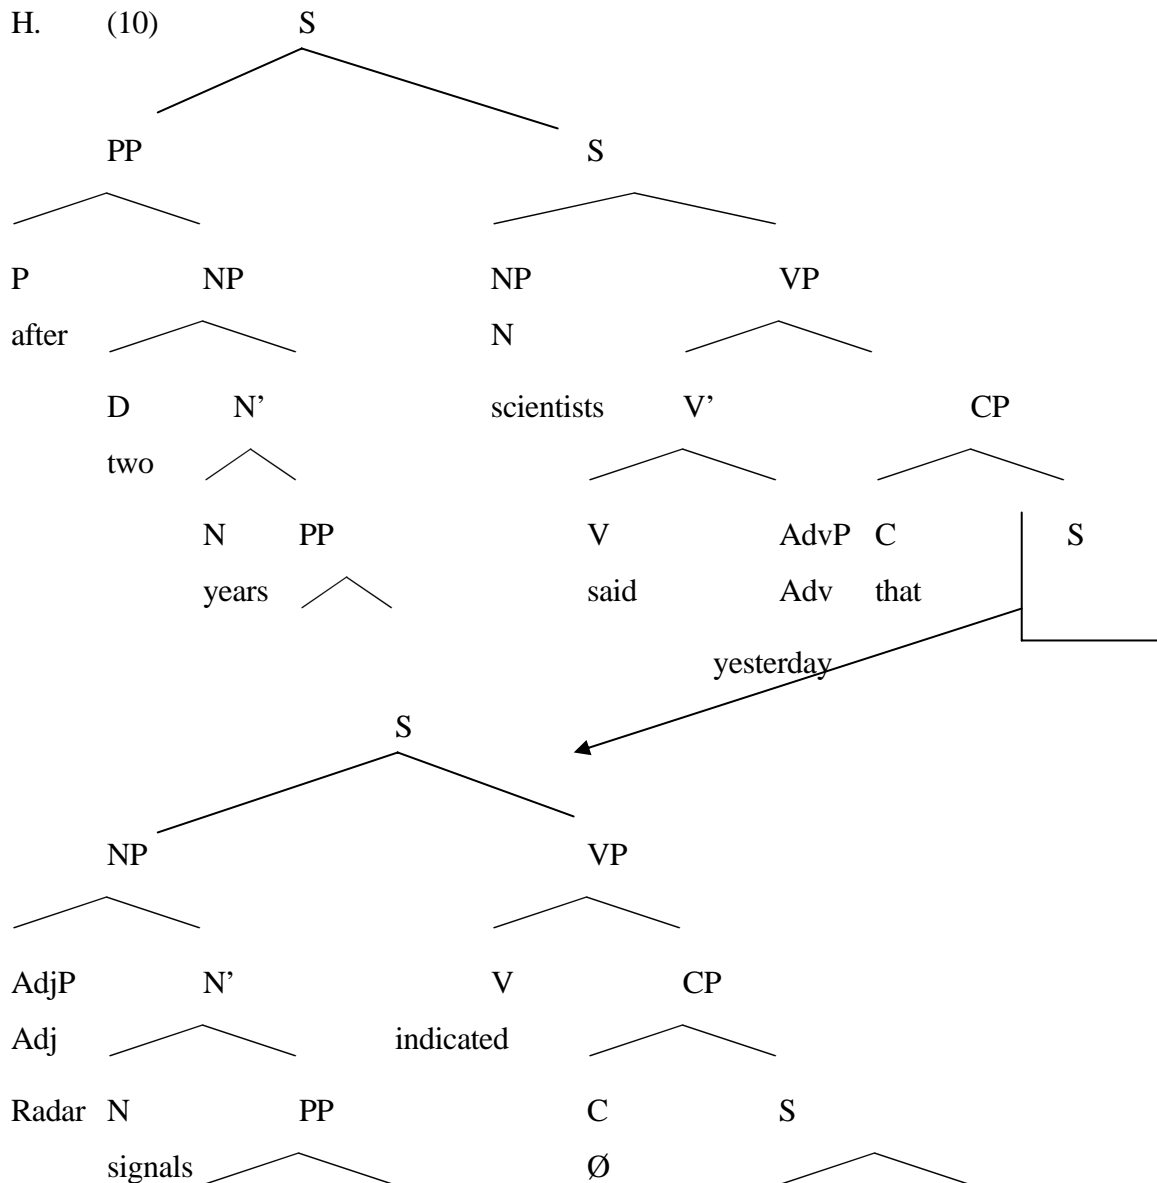 H. (10) S
PP S
P NP NP VP
after N
D N’ scientists V’ CP
two
N PP V AdvP C S
years said Adv that
yesterday
S
NP VP
AdjP N’ V CP
Adj indicated
Radar N PP C S
signals Ø